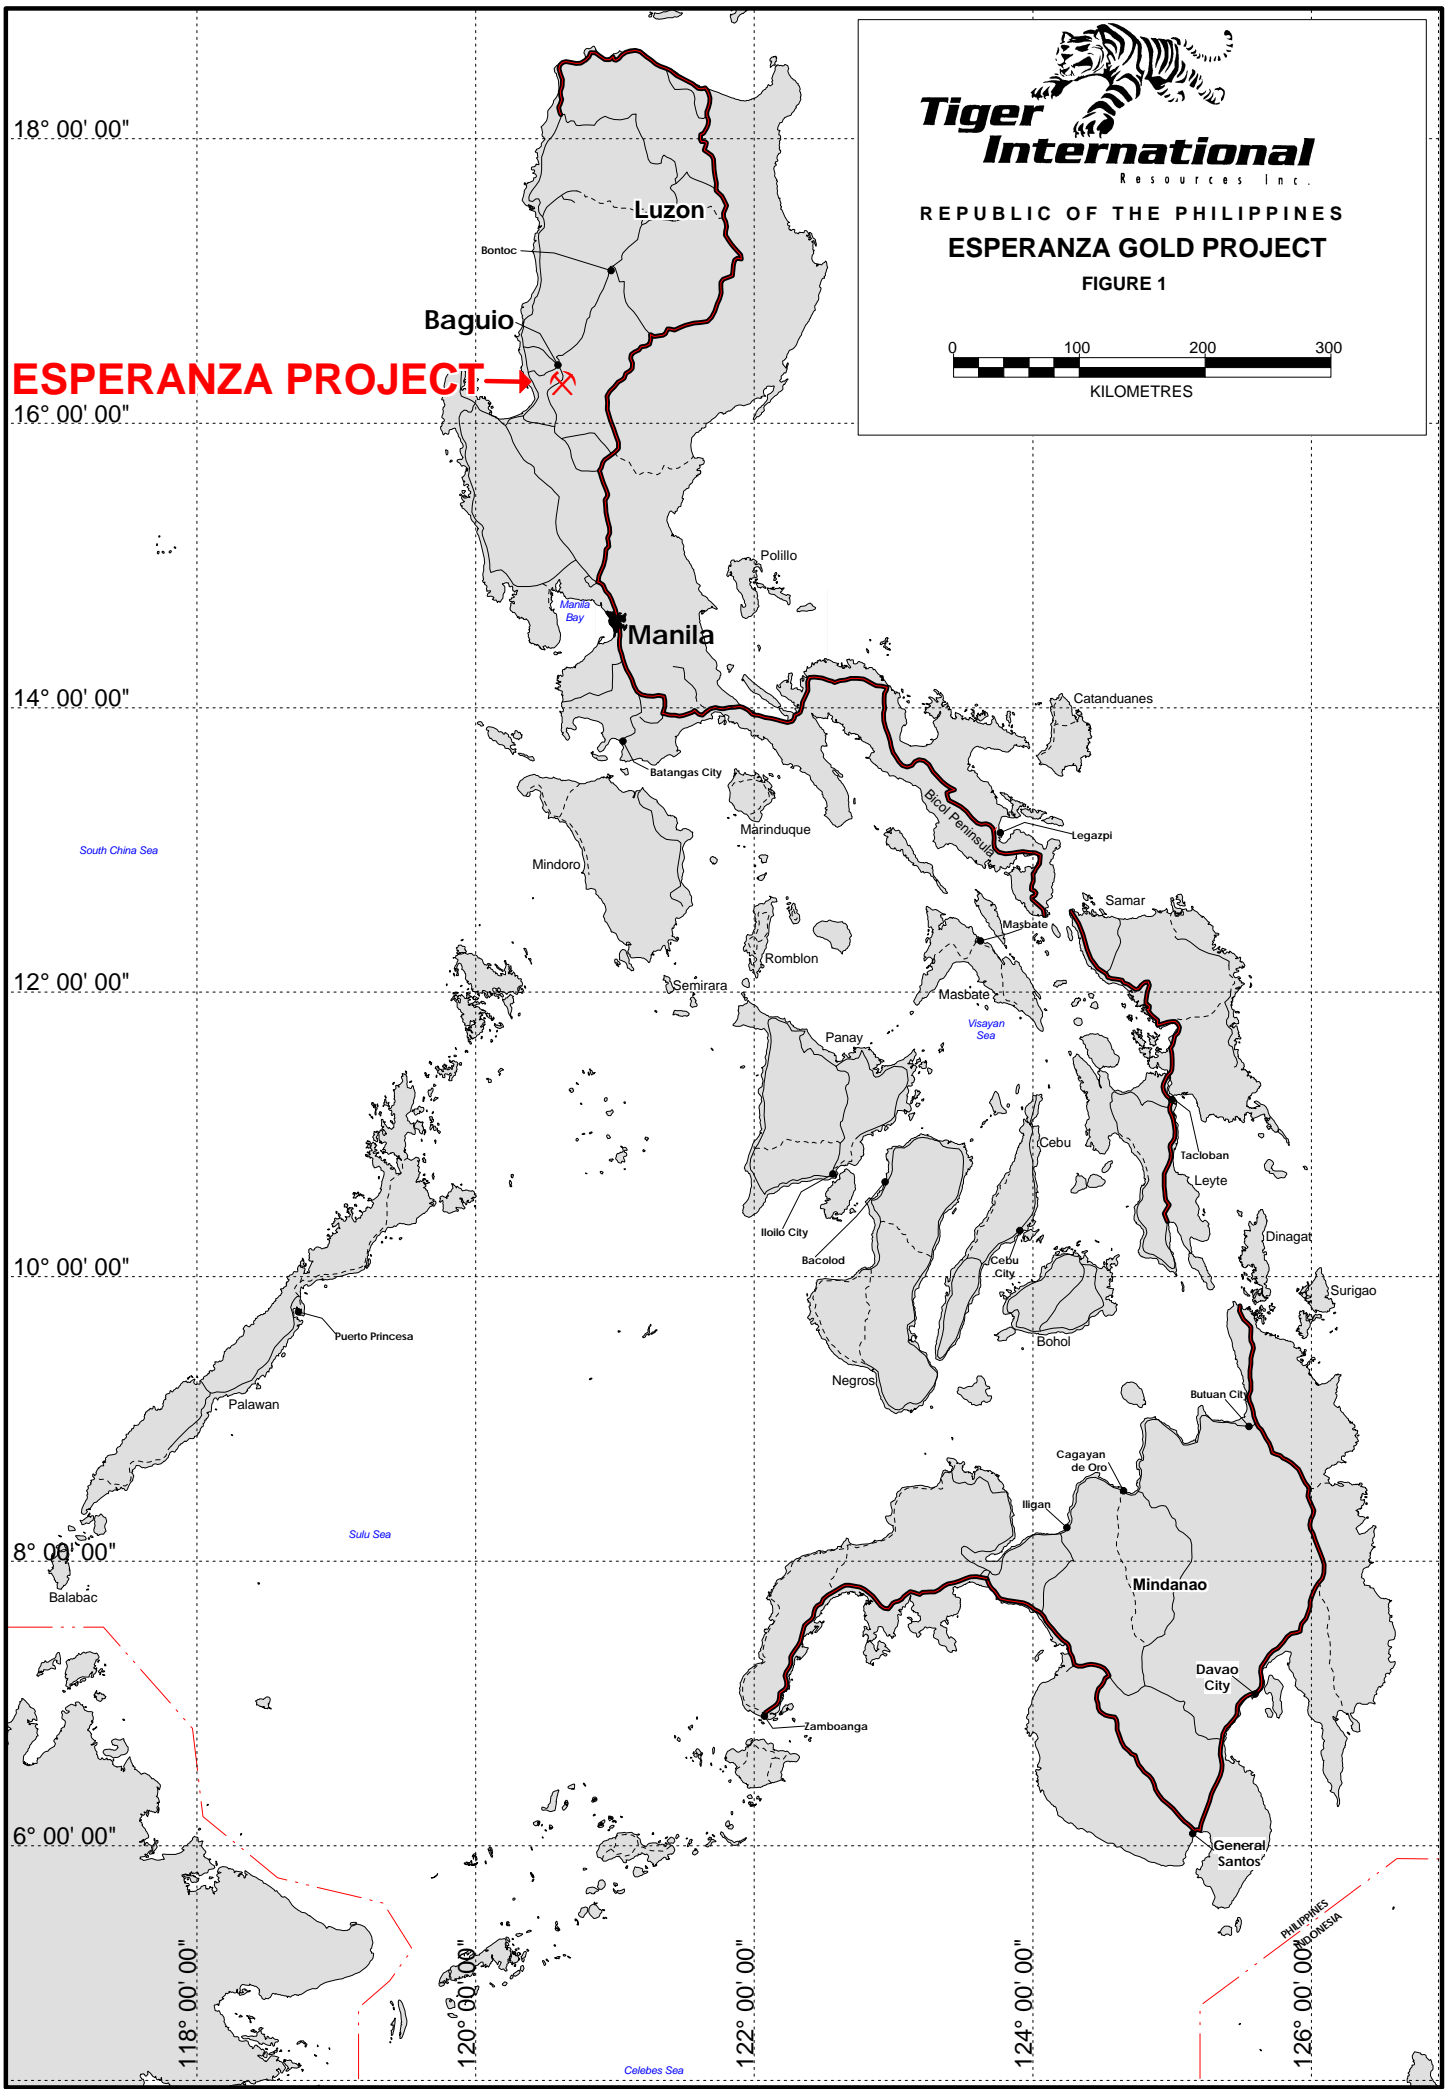 Tiger
International
Resources Inc.
REPUBLIC OF THE PHILIPPINES
ESPERANZA GOLD PROJECT
FIGURE 1
0 100 200 300
KILOMETRES
18° 00' 00"
Luzon
Bontoc
Baguio
ESPERANZA PROJECT
16° 00' 00"
Polillo
Manila
Bay
Manila
14° 00' 00"
Catanduanes
Batangas City
Marinduque
Bicol Peninsula
Legazpi
South China Sea
Mindoro
Samar
Masbate
Romblon
Semirara
12° 00' 00"
Masbate
Visayan
Sea
Panay
Cebu
Tacloban
Leyte
Iloilo City
Bacolod
Cebu
City
Dinagat
10° 00' 00"
Surigao
Puerto Princesa
Bohol
Negros
Palawan
Butuan City
Cagayan
de Oro
Iligan
Sulu Sea
8° 00' 00"
Balabac
Mindanao
Davao
City
Zamboanga
6° 00' 00"
General
Santos
PHILIPPINES
INDONESIA
118° 00' 00"
120° 00' 00"
122° 00' 00"
124° 00' 00"
126° 00' 00"
Celebes Sea